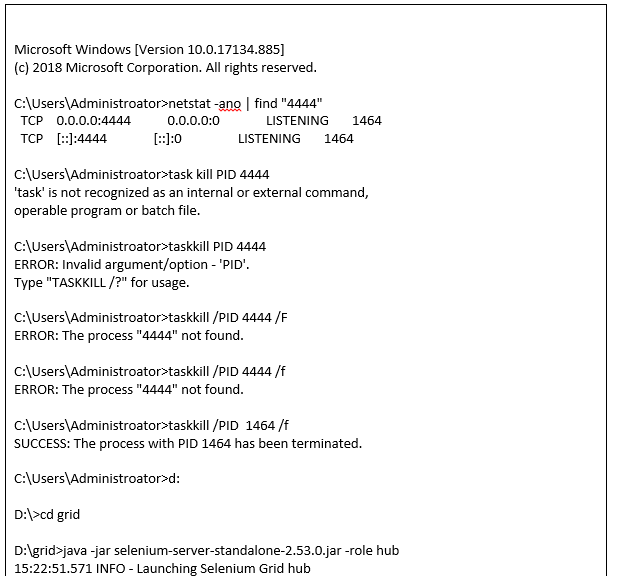 Microsoft Windows [Version 10.0.17134.885]
(c) 2018 Microsoft Corporation. All rights reserved.
C:\Users\Administroator>netstat -ano | find "4444"
TCP 0.0.0.0:4444 0.0.0.0:0 LISTENING 1464
TCP [::]:4444 [::]:0 LISTENING 1464
C:\Users\Administroator>task kill PID 4444
'task' is not recognized as an internal or external command,
operable program or batch file.
C:\Users\Administroator>taskkill PID 4444
ERROR: Invalid argument/option - 'PID'.
Type "TASKKILL /?" for usage.
C:\Users\Administroator>taskkill /PID 4444 /F
ERROR: The process "4444" not found.
C:\Users\Administroator>taskkill /PID 4444 /f
ERROR: The process "4444" not found.
C:\Users\Administroator>taskkill /PID  1464 /f
SUCCESS: The process with PID 1464 has been terminated.
C:\Users\Administroator>d:
D:\>cd grid
D:\grid>java -jar selenium-server-standalone-2.53.0.jar -role hub
15:22:51.571 INFO - Launching Selenium Grid hub